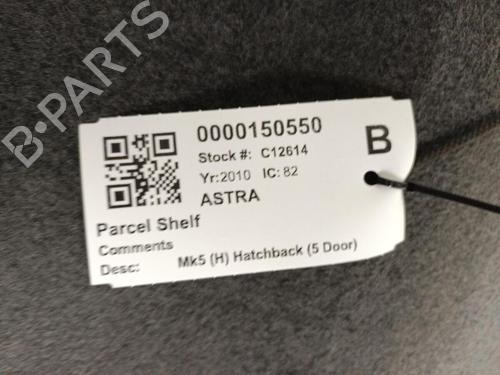 0000150550
Stock #: C12614
B
Yr:2010 IC: 82
ASTRA
Parcel Shelf
Comments
Desc: Mk5 (H) Hatchback (5 Door)
B-PARTS